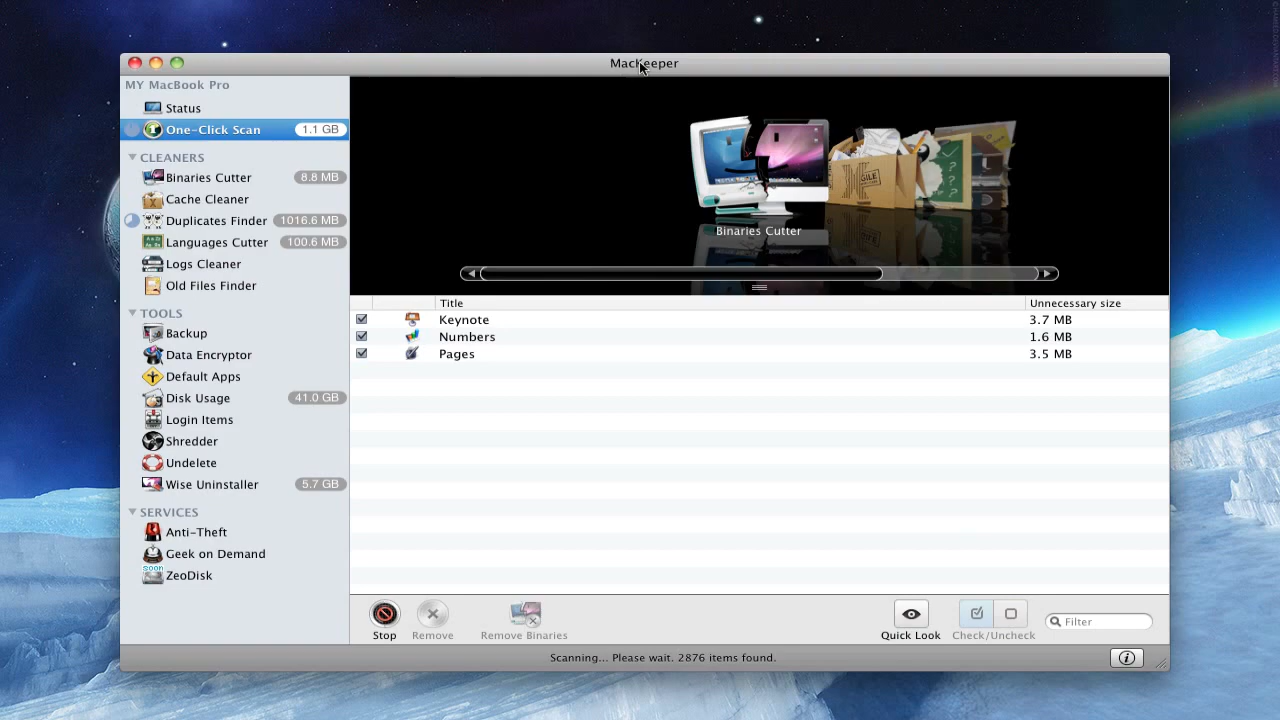 MacKeeper
MY MacBook Pro
Status
One-Click Scan 1.1 GB
CLEANERS
Binaries Cutter 8.8 MB
Cache Cleaner
Duplicates Finder 1016.6 MB
Languages Cutter 100.6 MB
Logs Cleaner
Old Files Finder
TOOLS
Backup
Data Encryptor
Default Apps
Disk Usage 41.0 GB
Login Items
Shredder
Undelete
Wise Uninstaller 5.7 GB
SERVICES
Anti-Theft
Geek on Demand
soon
ZeoDisk
Binaries Cutter
Title Unnecessary size
Keynote 3.7 MB
Numbers 1.6 MB
Pages 3.5 MB
Stop
Remove
Remove Binaries
Quick Look
Check/Uncheck
Filter
Scanning... Please wait. 2876 items found.